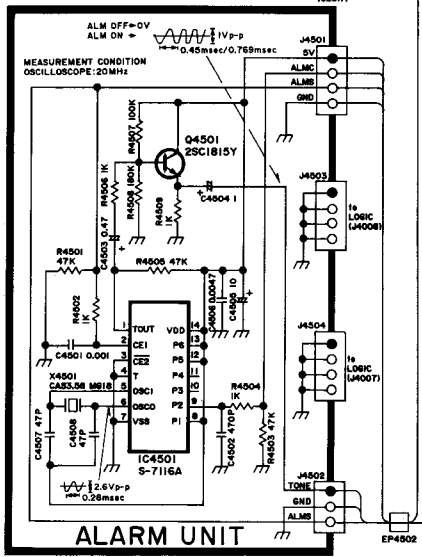 ALM OFF→0V
ALM ON →
1Vp-p
0.45msec/0.769msec
MEASUREMENT CONDITION
OSCILLOSCOPE:20MHz
J4501
5V
ALMC
ALMS
GND
R4507 100K
Q4501
2SC1815Y
R4506 1K
R4508 180K
R4509
1K
C4504 1
C4503 0.47
J4503
to
LOGIC
(J4008)
R4501
47K
R4505 47K
R4502
1K
C4506 0.0047
C4505 10
C4501 0.001
1 TOUT VDD 14
2 CE1 P6 13
3 CE2 P5 12
4 T P4 11
5 OSCI P3 10
6 OSCO P2 9
7 VSS P1 8
IC4501
S-7116A
X4501
CA53.58 M618
C4507 47P
C4508
47P
2.6Vp-p
0.28msec
R4504
1K
C4502 470P
R4503 47K
J4504
to
LOGIC
(J4007)
J4502
TONE
GND
ALMS
EP4502
ALARM UNIT